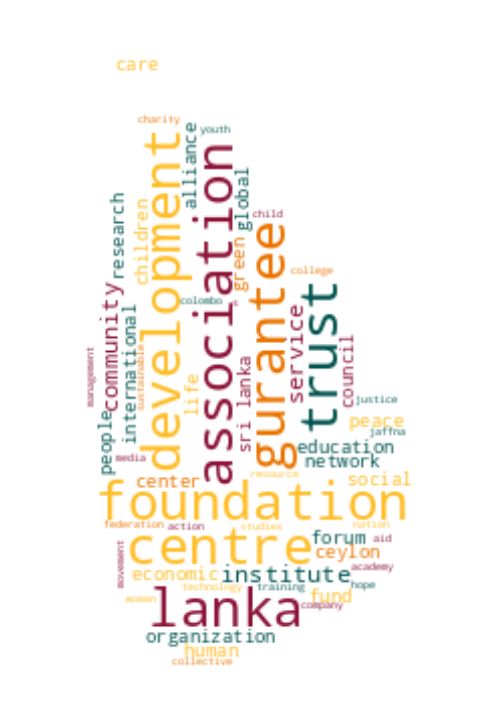 care
charity
youth
development
alliance
association
global
research
children
child
green
gurantee
college
colombo
s
trust
community
international
service
council
management
sustainable
life
sri lanka
justice
people
peace
jaffna
education
media
network
resource
center
social
foundation
federation
action
studies
nation
centre
forum
aid
ceylon
movement
economic
institute
academy
technology
training
hope
women
fund
lanka
company
organization
human
collective